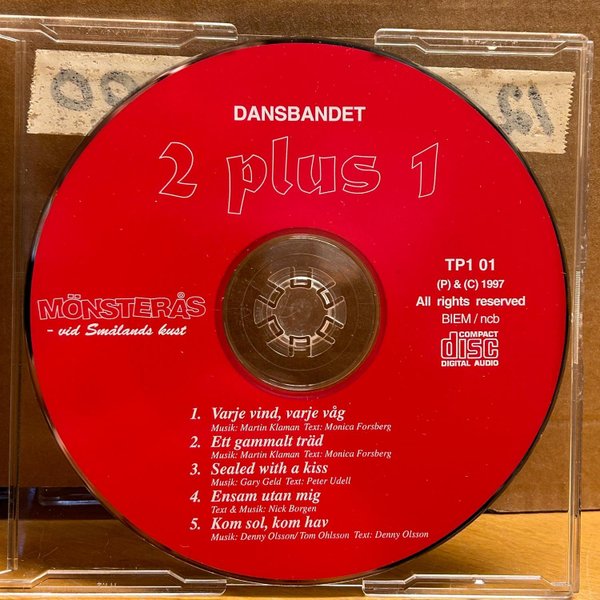 DANSBANDET
2 plus 1
MÖNSTERÅS
- vid Smålands kust
TP1 01
(P) & (C) 1997
All rights reserved
BIEM / ncb
COMPACT
disc
DIGITAL AUDIO
1. Varje vind, varje våg
Musik: Martin Klaman Text: Monica Forsberg
2. Ett gammalt träd
Musik: Martin Klaman Text: Monica Forsberg
3. Sealed with a kiss
Musik: Gary Geld Text: Peter Udell
4. Ensam utan mig
Text & Musik: Nick Borgen
5. Kom sol, kom hav
Musik: Denny Olsson/ Tom Ohlsson Text: Denny Olsson